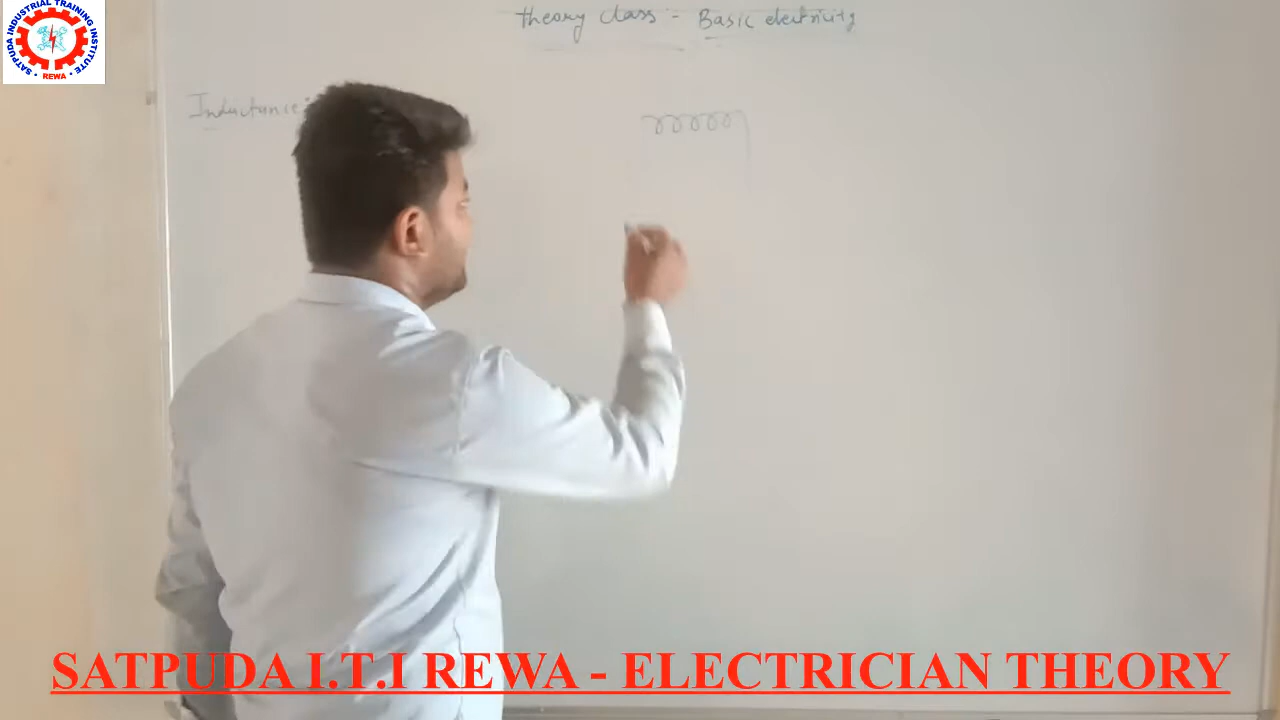 SATPUDA INDUSTRIAL TRAINING INSTITUTE
REWA
theory class - Basic electricity
Inductance:
SATPUDA I.T.I REWA - ELECTRICIAN THEORY